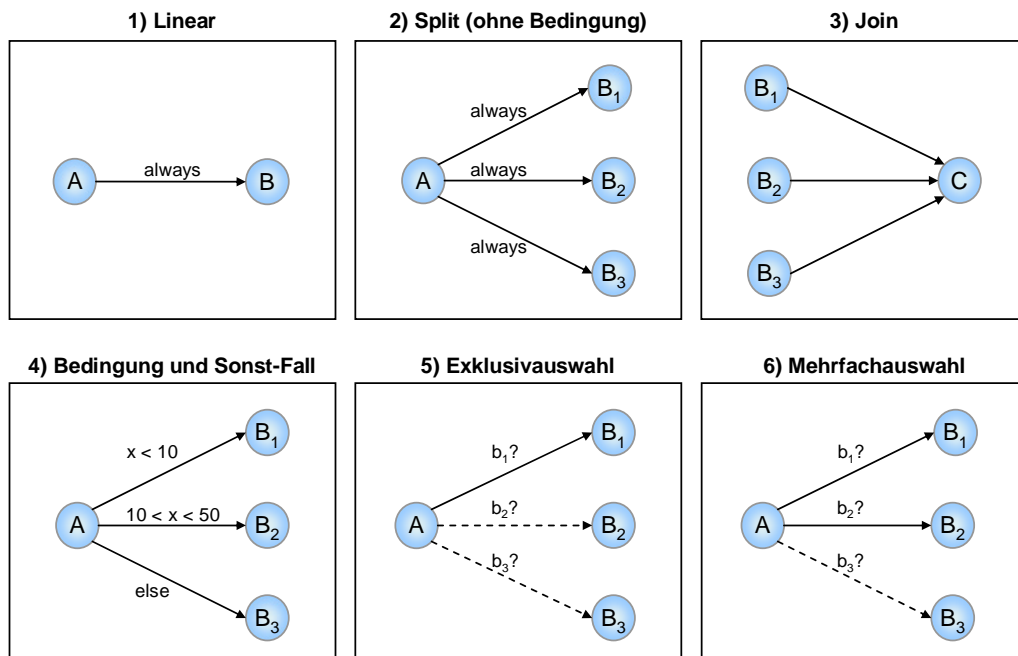 1) Linear
A
always
B
2) Split (ohne Bedingung)
A
always
always
always
B1
B2
B3
3) Join
B1
B2
B3
C
4) Bedingung und Sonst-Fall
A
x < 10
10 < x < 50
else
B1
B2
B3
5) Exklusivauswahl
A
b1?
b2?
b3?
B1
B2
B3
6) Mehrfachauswahl
A
b1?
b2?
b3?
B1
B2
B3